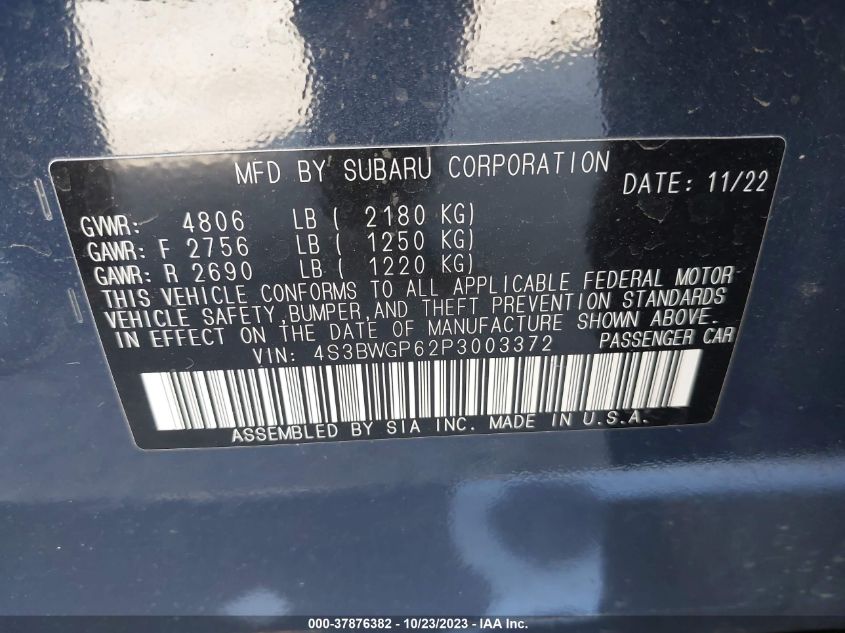 MFD BY SUBARU CORPORATION
DATE: 11/22
GVWR: 4806 LB ( 2180 KG)
GAWR: F 2756 LB ( 1250 KG)
GAWR: R 2690 LB ( 1220 KG)
THIS VEHICLE CONFORMS TO ALL APPLICABLE FEDERAL MOTOR
VEHICLE SAFETY, BUMPER, AND THEFT PREVENTION STANDARDS
IN EFFECT ON THE DATE OF MANUFACTURE SHOWN ABOVE.
VIN: 4S3BWGP62P3003372 PASSENGER CAR
ASSEMBLED BY SIA INC. MADE IN U.S.A.
000-37876382 - 10/23/2023 - IAA Inc.